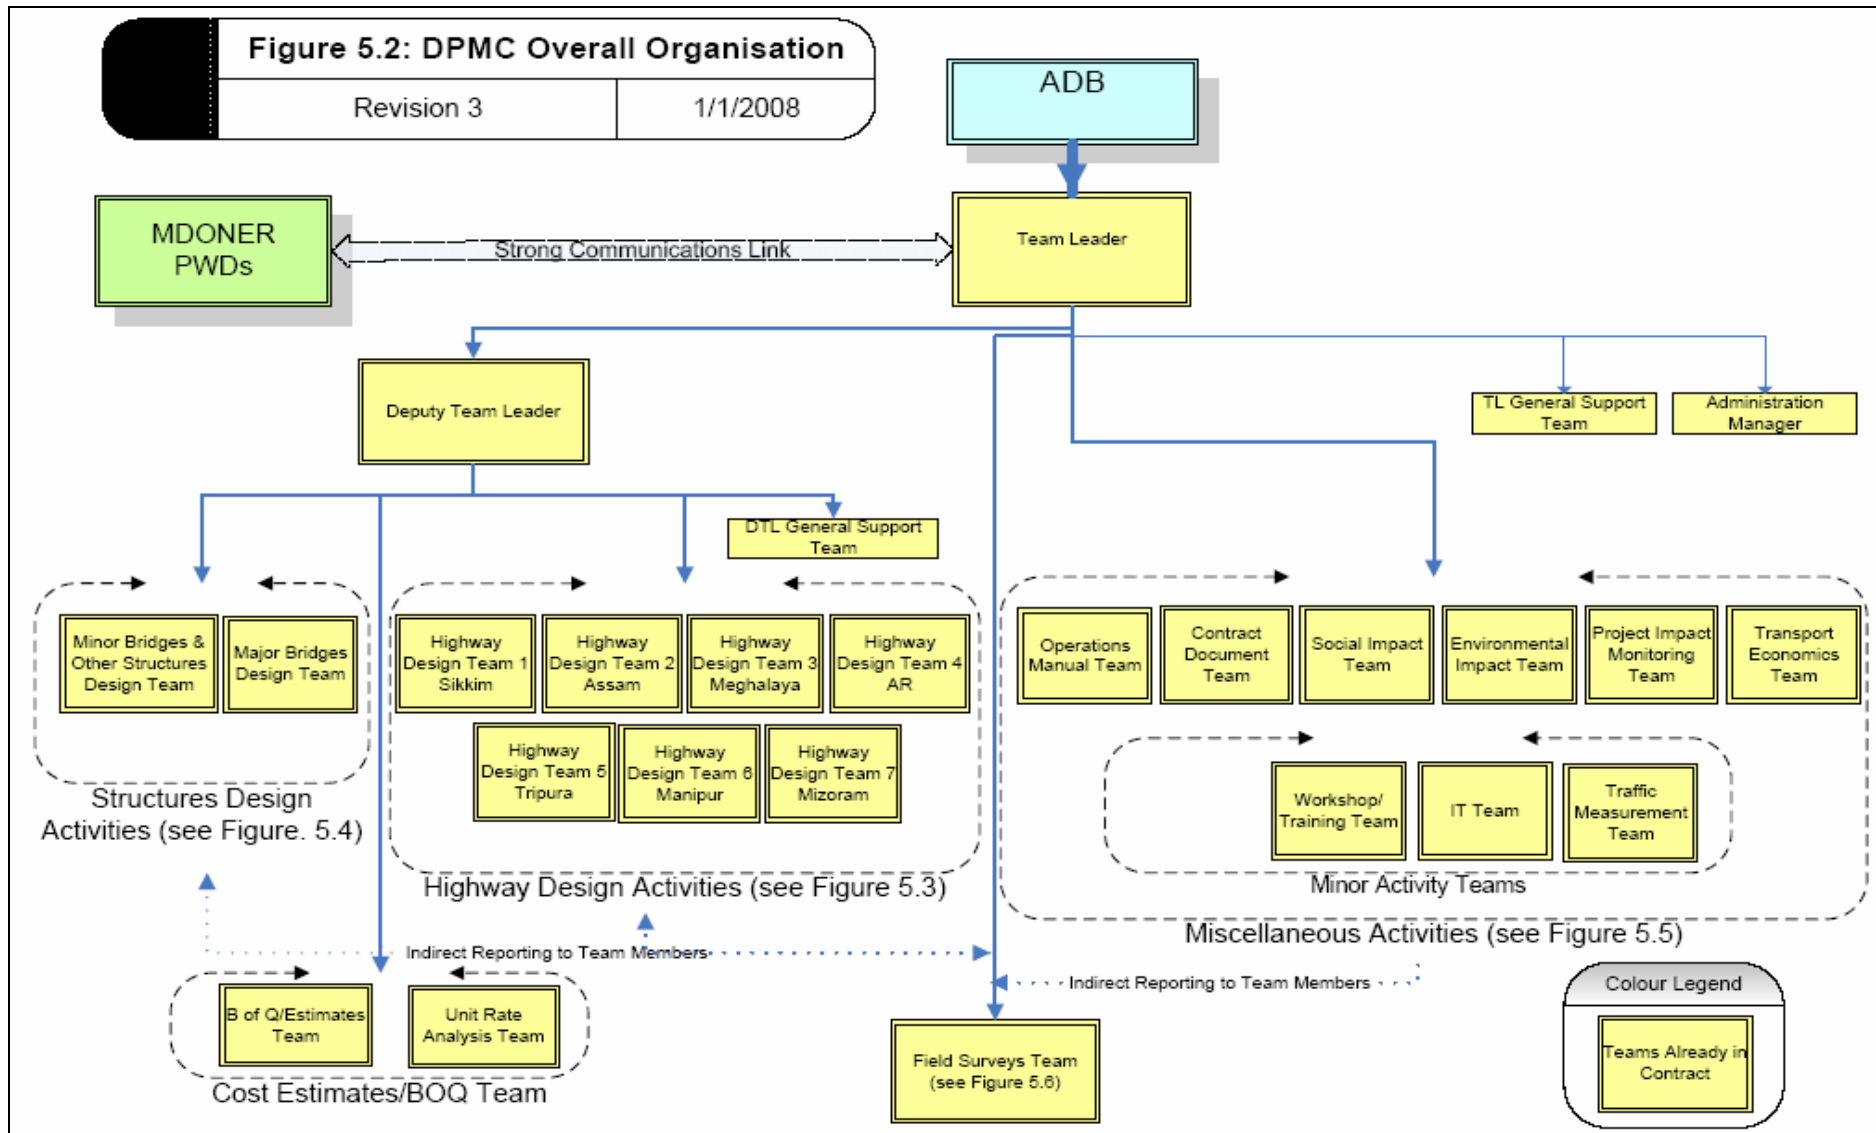 Figure 5.2: DPMC Overall Organisation
Revision 3
1/1/2008
ADB
MDONER
PWDs
Strong Communications Link
Team Leader
Deputy Team Leader
TL General Support
Team
Administration
Manager
DTL General Support
Team
Minor Bridges &
Other Structures
Design Team
Major Bridges
Design Team
Structures Design
Activities (see Figure. 5.4)
Highway
Design Team 1
Sikkim
Highway
Design Team 2
Assam
Highway
Design Team 3
Meghalaya
Highway
Design Team 4
AR
Highway
Design Team 5
Tripura
Highway
Design Team 6
Manipur
Highway
Design Team 7
Mizoram
Highway Design Activities (see Figure 5.3)
Operations
Manual Team
Contract
Document
Team
Social Impact
Team
Environmental
Impact Team
Project Impact
Monitoring
Team
Transport
Economics
Team
Workshop/
Training Team
IT Team
Traffic
Measurement
Team
Minor Activity Teams
Miscellaneous Activities (see Figure 5.5)
Indirect Reporting to Team Members
Indirect Reporting to Team Members
B of Q/Estimates
Team
Unit Rate
Analysis Team
Cost Estimates/BOQ Team
Field Surveys Team
(see Figure 5.6)
Colour Legend
Teams Already in
Contract